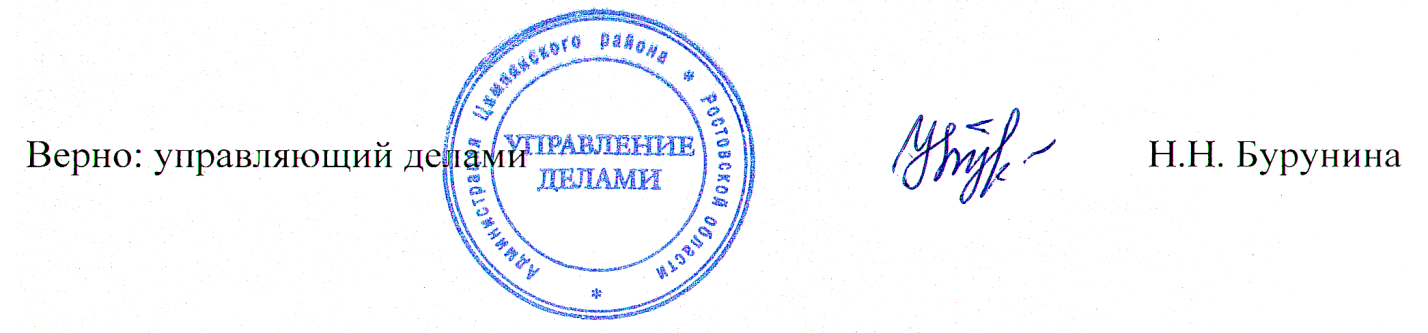 Верно: управляющий делами
Администрация Цимлянского района * Ростовской области *
УПРАВЛЕНИЕ
ДЕЛАМИ
Н.Н. Бурунина